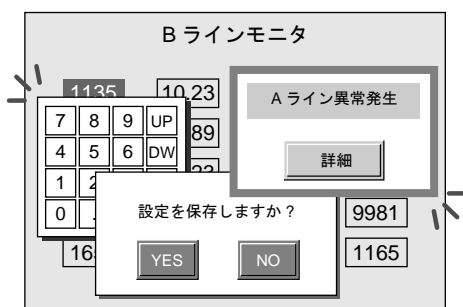 B ラインモニタ
1135
10.23
A ライン異常発生
7 8 9 UP
89
4 5 6 DW
詳細
1
0
設定を保存しますか？
9981
YES
NO
1165